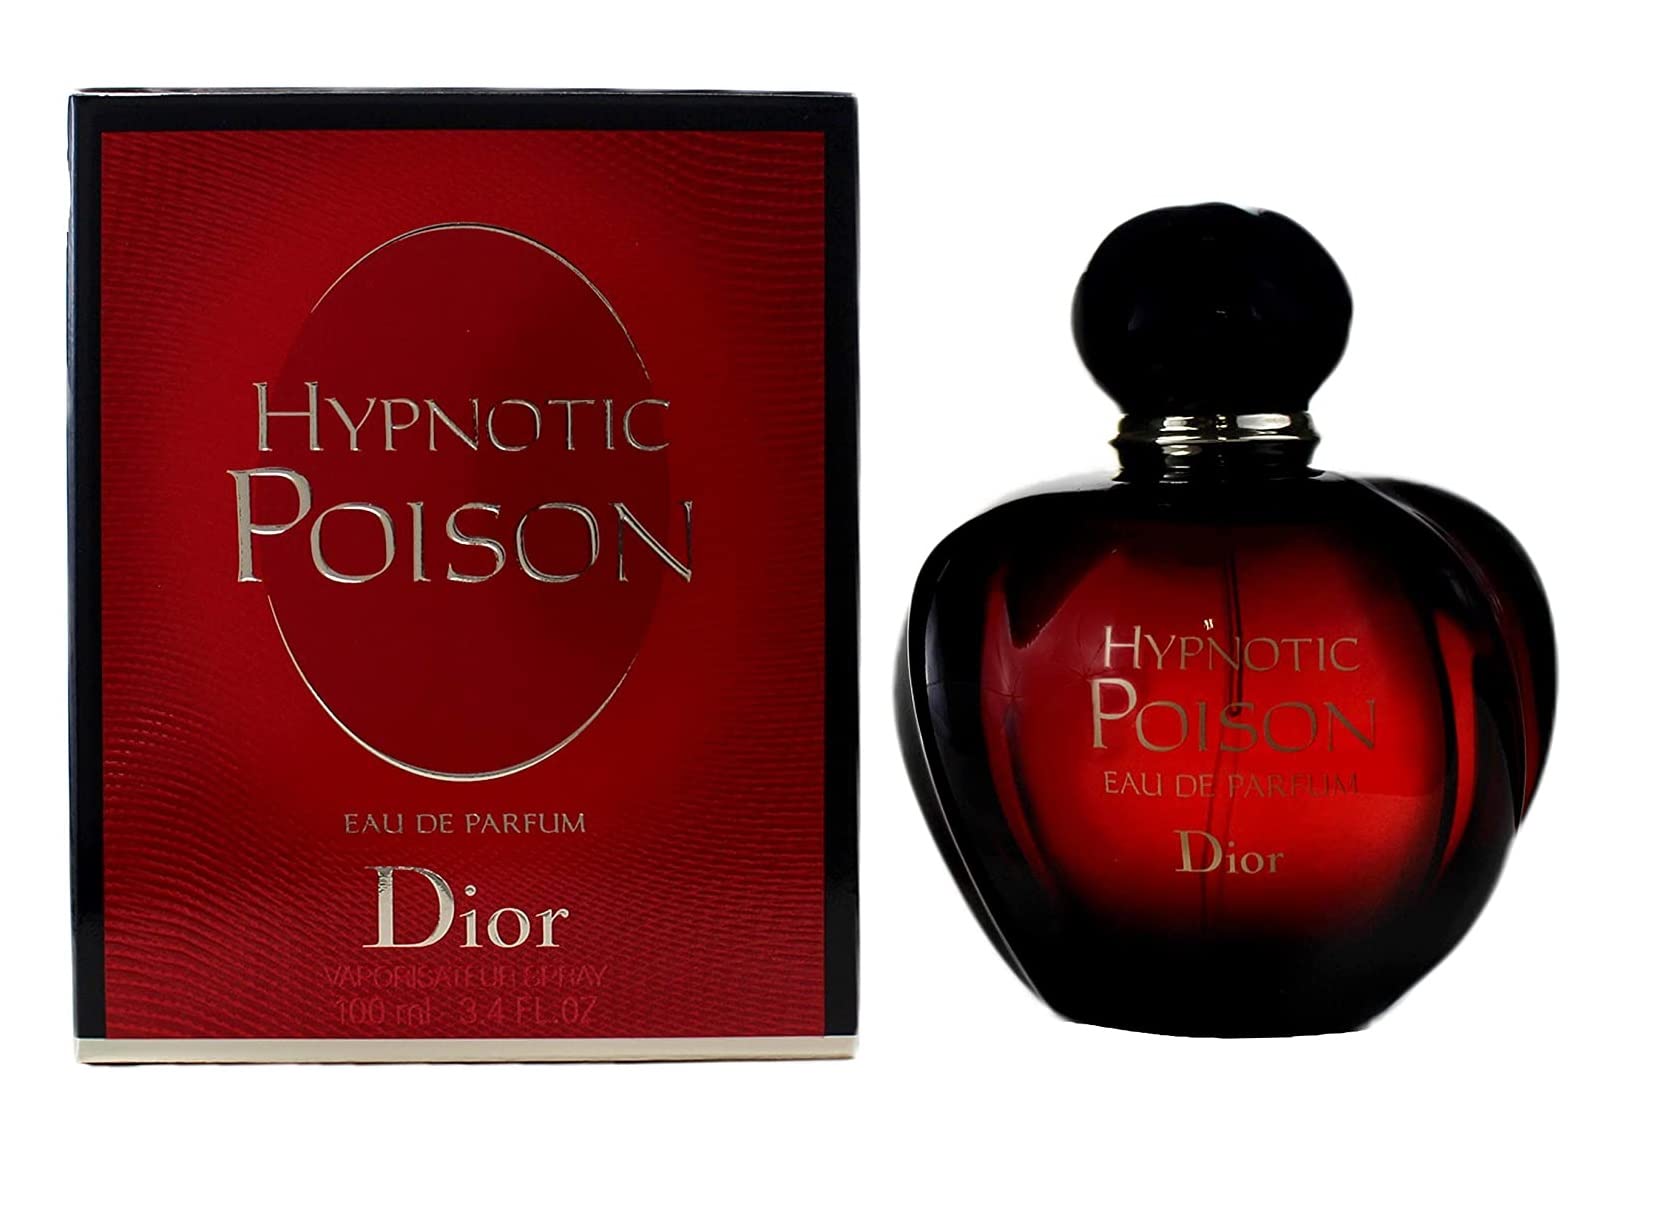 HYPNOTIC
POISON
EAU DE PARFUM
Dior
VAPORISATEUR SPRAY
100 ml - 3.4 FL.OZ
HYPNOTIC
POISON
EAU DE PARFUM
Dior